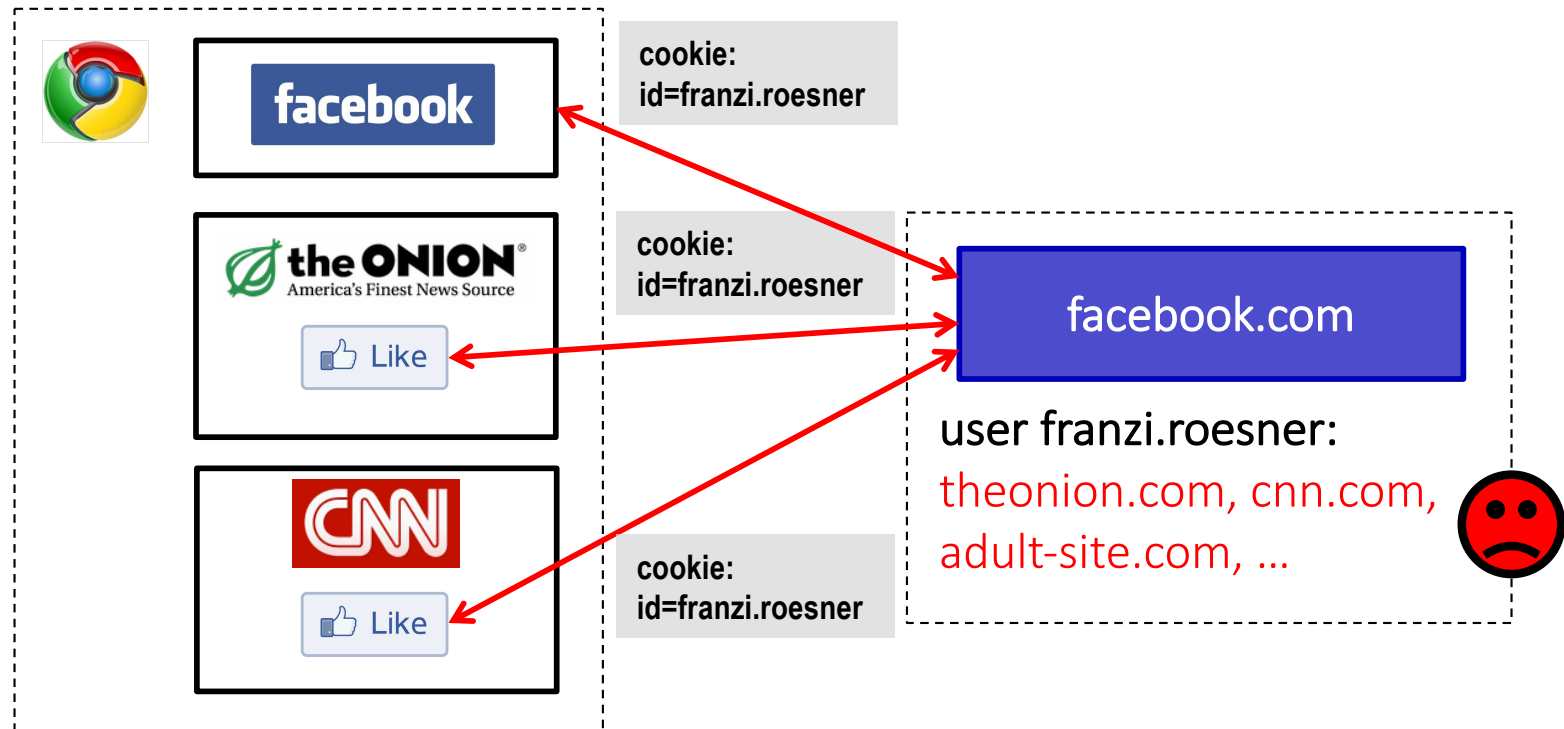 facebook
cookie:
id=franzi.roesner
the ONION®
America's Finest News Source
Like
cookie:
id=franzi.roesner
facebook.com
user franzi.roesner:
theonion.com, cnn.com,
adult-site.com, ...
CNN
Like
cookie:
id=franzi.roesner